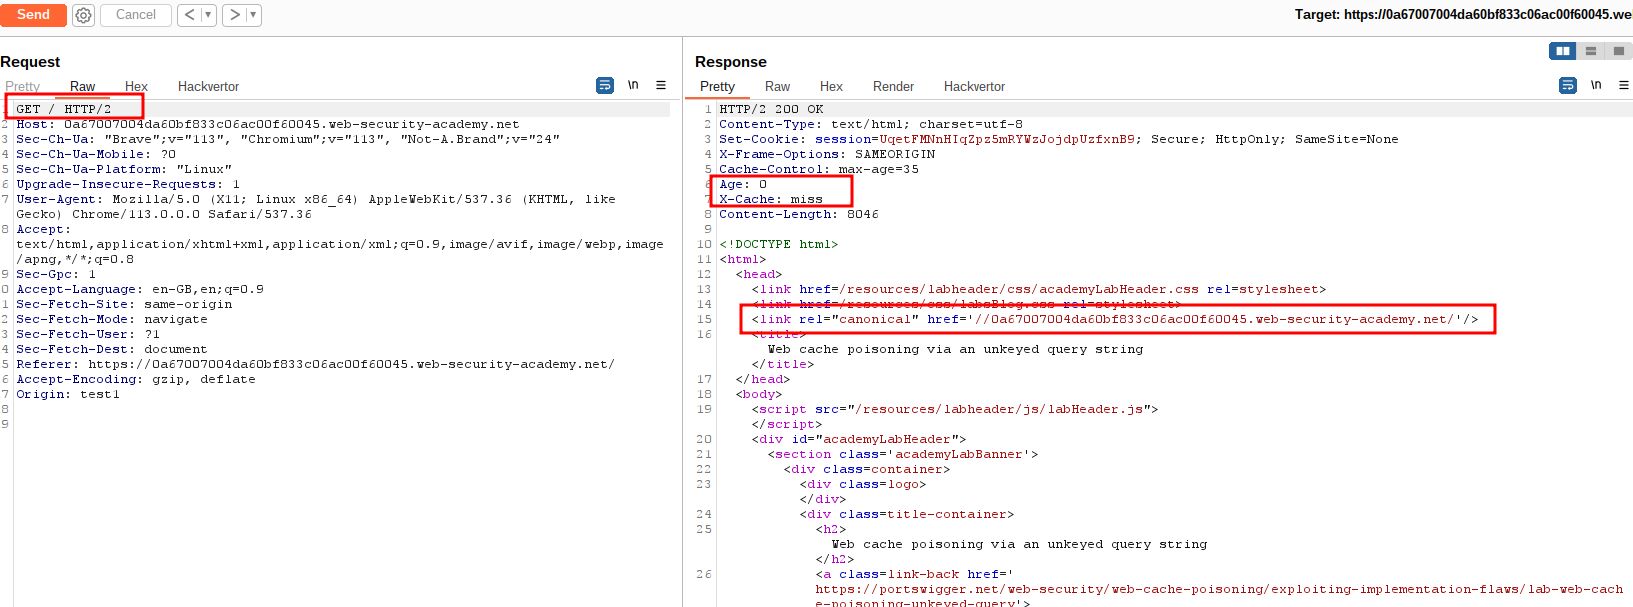 Send
Cancel
<
>
Target: https://0a67007004da60bf833c06ac00f60045.we
Request
Pretty Raw Hex Hackvertor
\n
GET / HTTP/2
2 Host: 0a67007004da60bf833c06ac00f60045.web-security-academy.net
3 Sec-Ch-Ua: "Brave";v="113", "Chromium";v="113", "Not-A.Brand";v="24"
4 Sec-Ch-Ua-Mobile: ?0
5 Sec-Ch-Ua-Platform: "Linux"
6 Upgrade-Insecure-Requests: 1
7 User-Agent: Mozilla/5.0 (X11; Linux x86_64) AppleWebKit/537.36 (KHTML, like
Gecko) Chrome/113.0.0.0 Safari/537.36
8 Accept:
text/html,application/xhtml+xml,application/xml;q=0.9,image/avif,image/webp,image
/apng,*/*;q=0.8
9 Sec-Gpc: 1
0 Accept-Language: en-GB,en;q=0.9
1 Sec-Fetch-Site: same-origin
2 Sec-Fetch-Mode: navigate
3 Sec-Fetch-User: ?1
4 Sec-Fetch-Dest: document
5 Referer: https://0a67007004da60bf833c06ac00f60045.web-security-academy.net/
6 Accept-Encoding: gzip, deflate
7 Origin: test1
8
9
Response
Pretty Raw Hex Render Hackvertor
\n
1 HTTP/2 200 OK
2 Content-Type: text/html; charset=utf-8
3 Set-Cookie: session=UqetFMNnHIqZpz5mRYWzJojdpUzfxnB9; Secure; HttpOnly; SameSite=None
4 X-Frame-Options: SAMEORIGIN
5 Cache-Control: max-age=35
6 Age: 0
7 X-Cache: miss
8 Content-Length: 8046
9
10 <!DOCTYPE html>
11 <html>
12 <head>
13 <link href=/resources/labheader/css/academyLabHeader.css rel=stylesheet>
14 <link href=/resources/css/labsBlog.css rel=stylesheet>
15 <link rel="canonical" href='//0a67007004da60bf833c06ac00f60045.web-security-academy.net/'/>
16 <title>
Web cache poisoning via an unkeyed query string
</title>
17 </head>
18 <body>
19 <script src="/resources/labheader/js/labHeader.js">
</script>
20 <div id="academyLabHeader">
21 <section class='academyLabBanner'>
22 <div class=container>
23 <div class=logo>
</div>
24 <div class=title-container>
25 <h2>
Web cache poisoning via an unkeyed query string
</h2>
26 <a class=link-back href='
https://portswigger.net/web-security/web-cache-poisoning/exploiting-implementation-flaws/lab-web-cach
e-poisoning-unkeyed-query'>